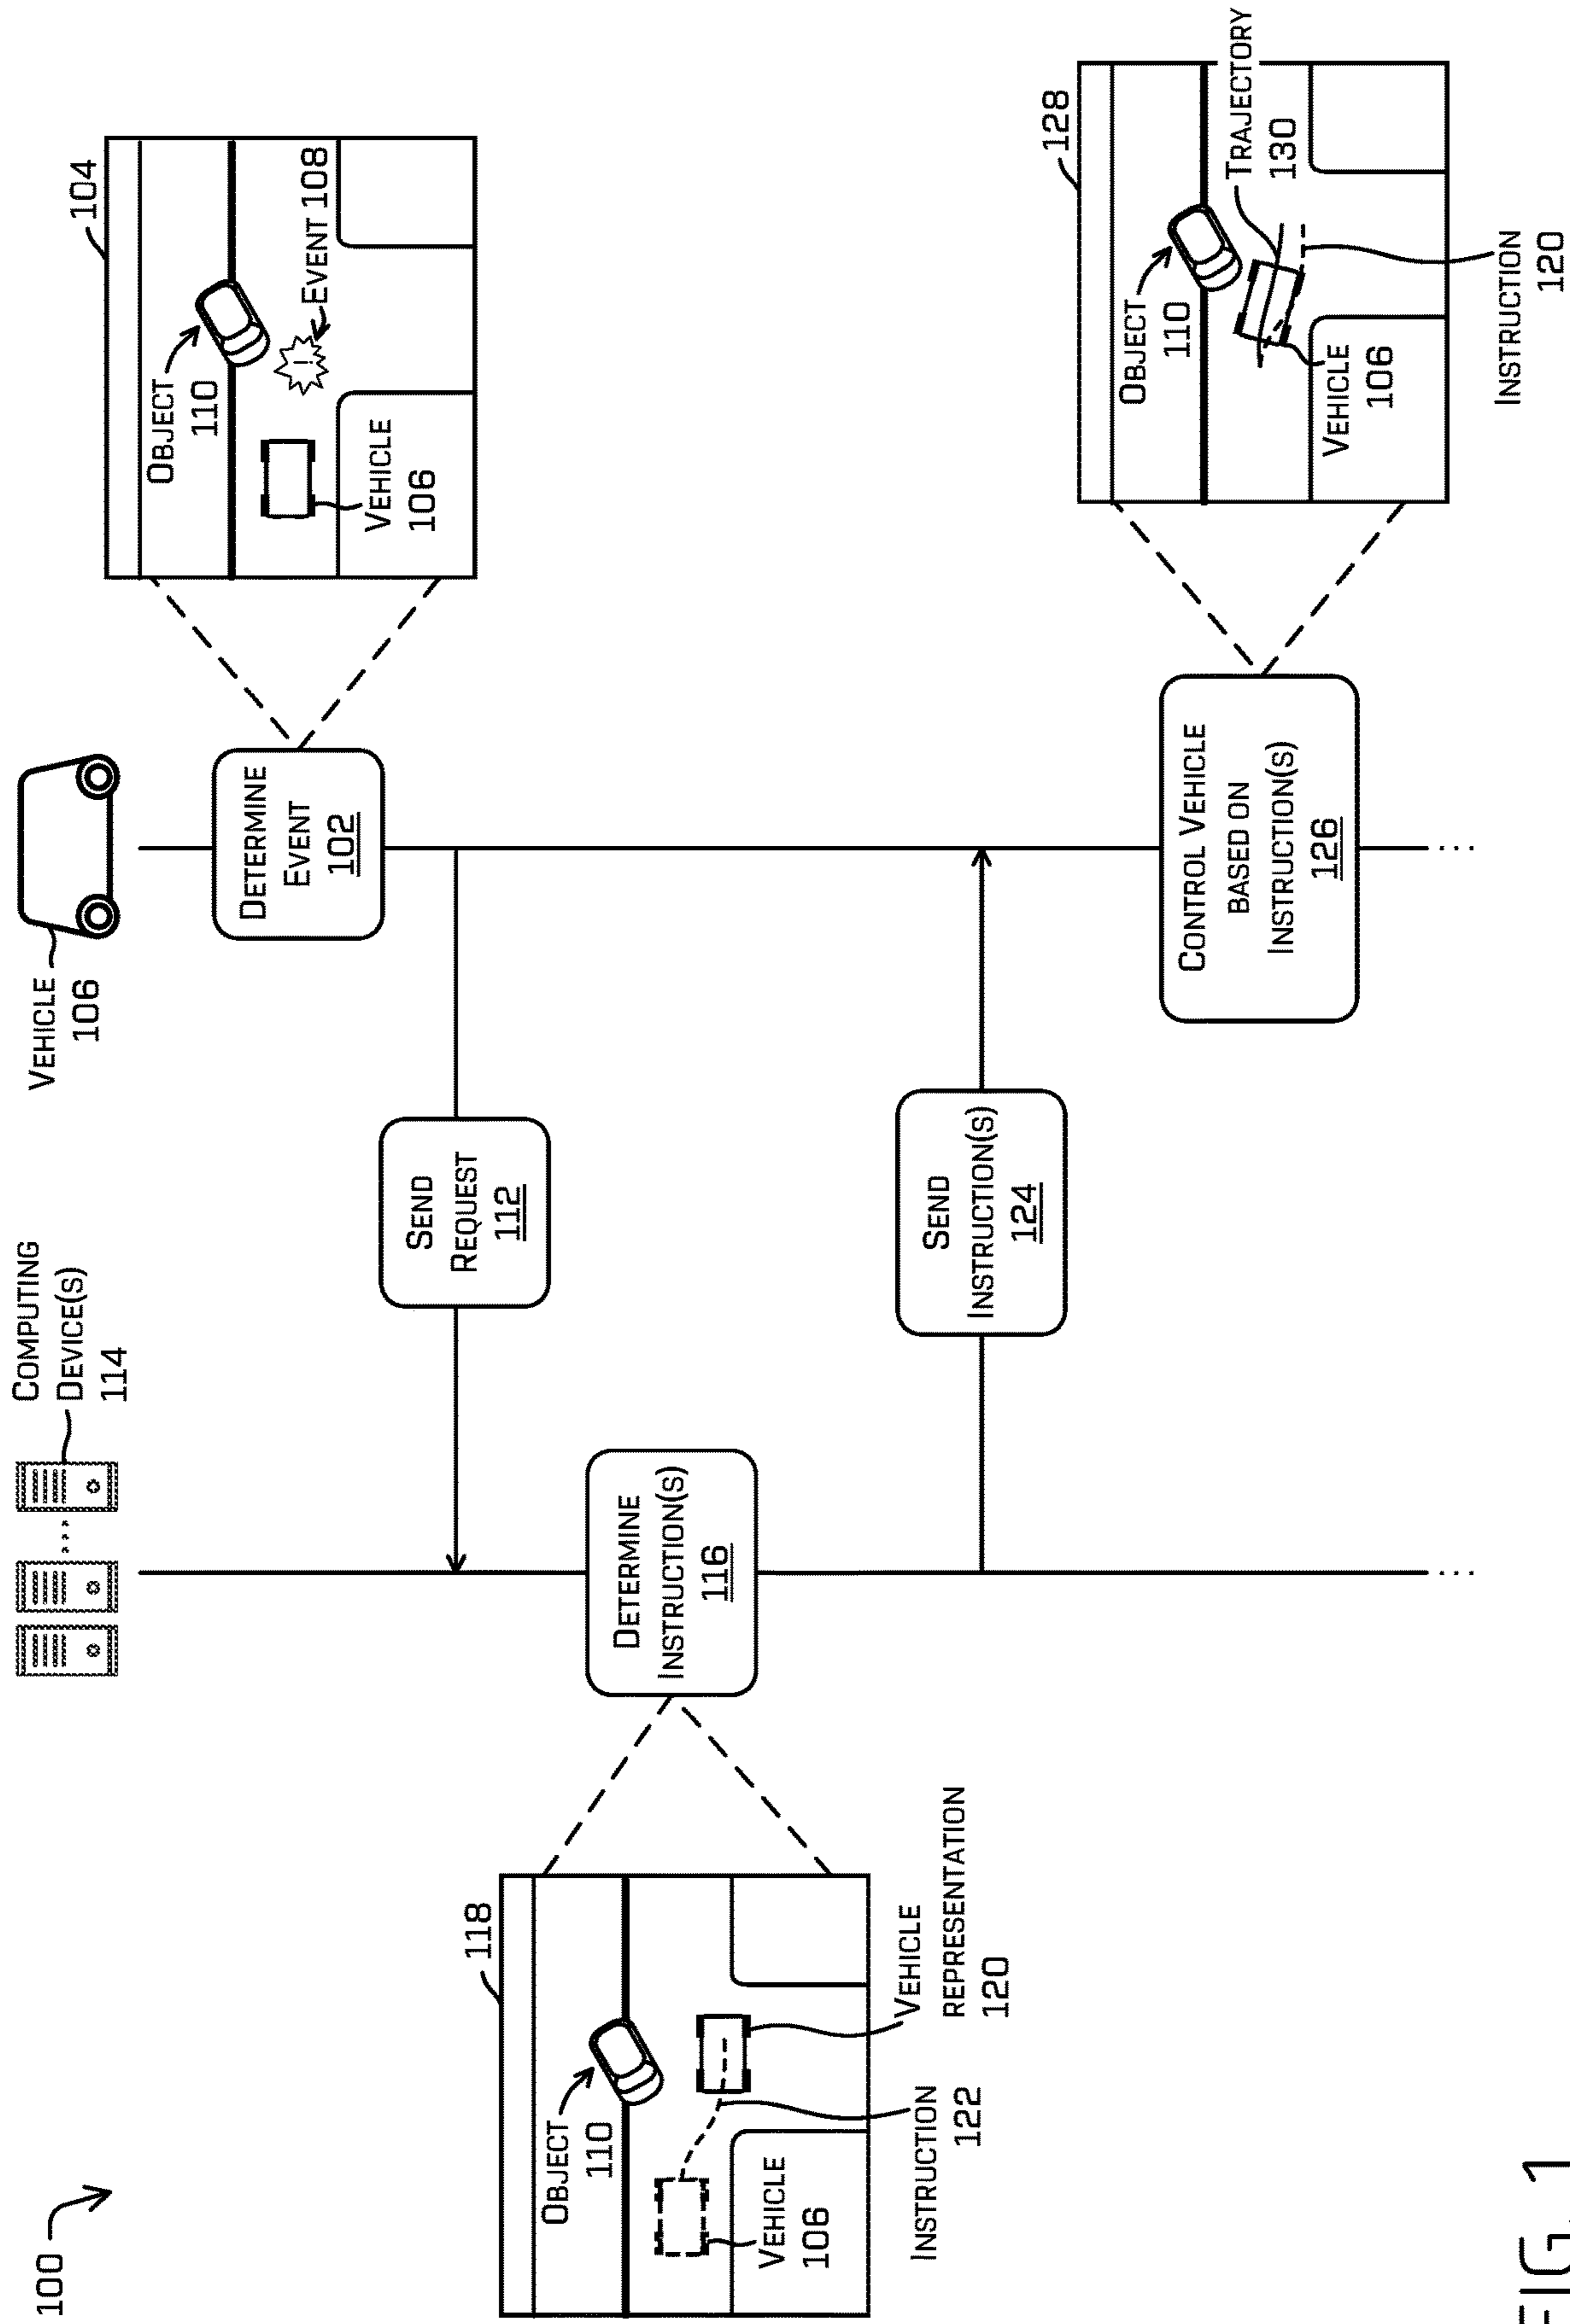 100
COMPUTING
DEVICE(S)
114
VEHICLE
106
DETERMINE
EVENT
102
104
OBJECT
110
EVENT 108
VEHICLE
106
SEND
REQUEST
112
118
OBJECT
110
VEHICLE
106
INSTRUCTION
122
VEHICLE
REPRESENTATION
120
DETERMINE
INSTRUCTION(S)
116
SEND
INSTRUCTION(S)
124
CONTROL VEHICLE
BASED ON
INSTRUCTION(S)
126
128
OBJECT
110
TRAJECTORY
130
VEHICLE
106
INSTRUCTION
120
FIG. 1